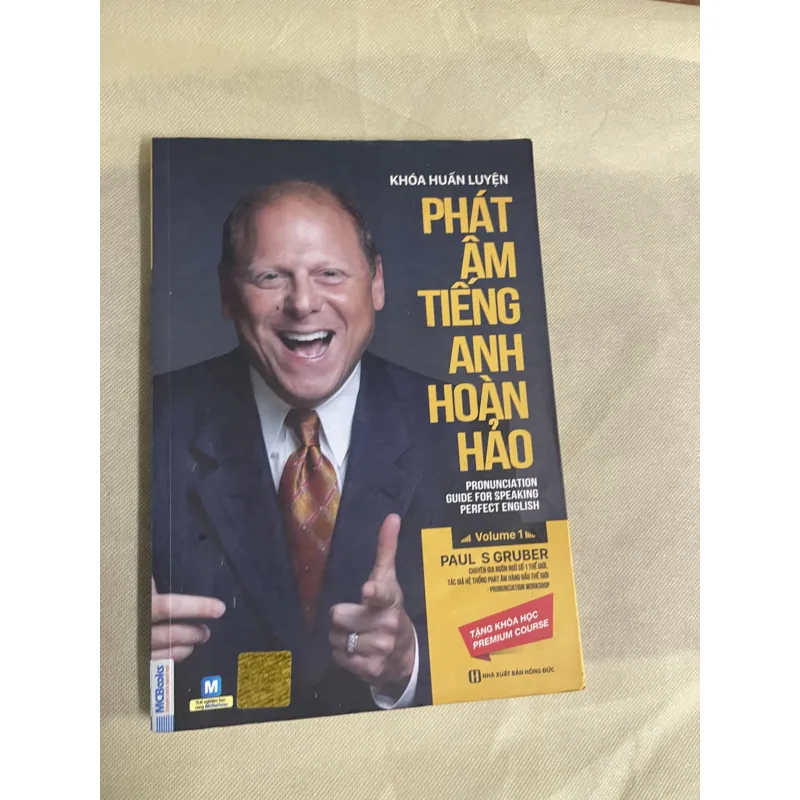 KHÓA HUẤN LUYỆN
PHÁT
ÂM
TIẾNG
ANH
HOÀN
HẢO
PRONUNCIATION
GUIDE FOR SPEAKING
PERFECT ENGLISH
Volume 1
PAUL S GRUBER
CHUYÊN GIA NGÔN NGỮ SỐ 1 THẾ GIỚI,
TÁC GIẢ HỆ THỐNG PHÁT ÂM HÀNG ĐẦU THẾ GIỚI
- PRONUNCIATION WORKSHOP
TẶNG KHÓA HỌC
PREMIUM COURSE
NHÀ XUẤT BẢN HỒNG ĐỨC
MCBooks
M